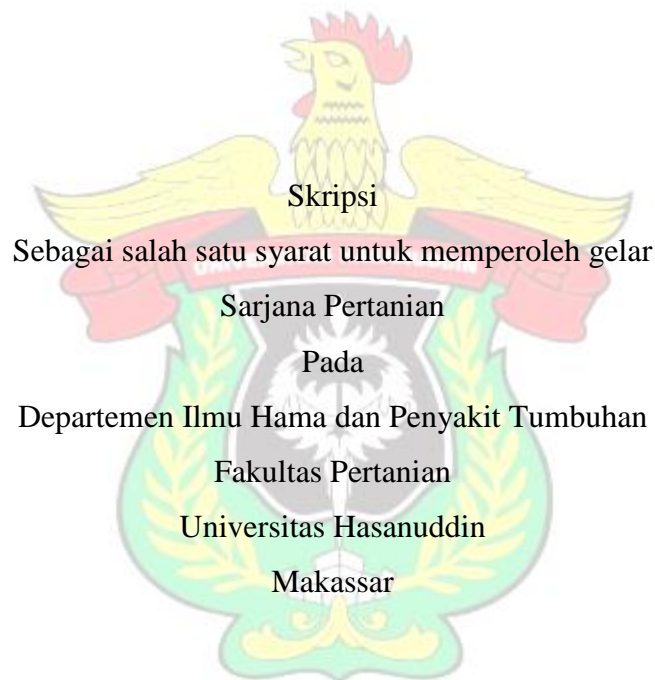 Skripsi
Sebagai salah satu syarat untuk memperoleh gelar
Sarjana Pertanian
Pada
Departemen Ilmu Hama dan Penyakit Tumbuhan
Fakultas Pertanian
Universitas Hasanuddin
Makassar